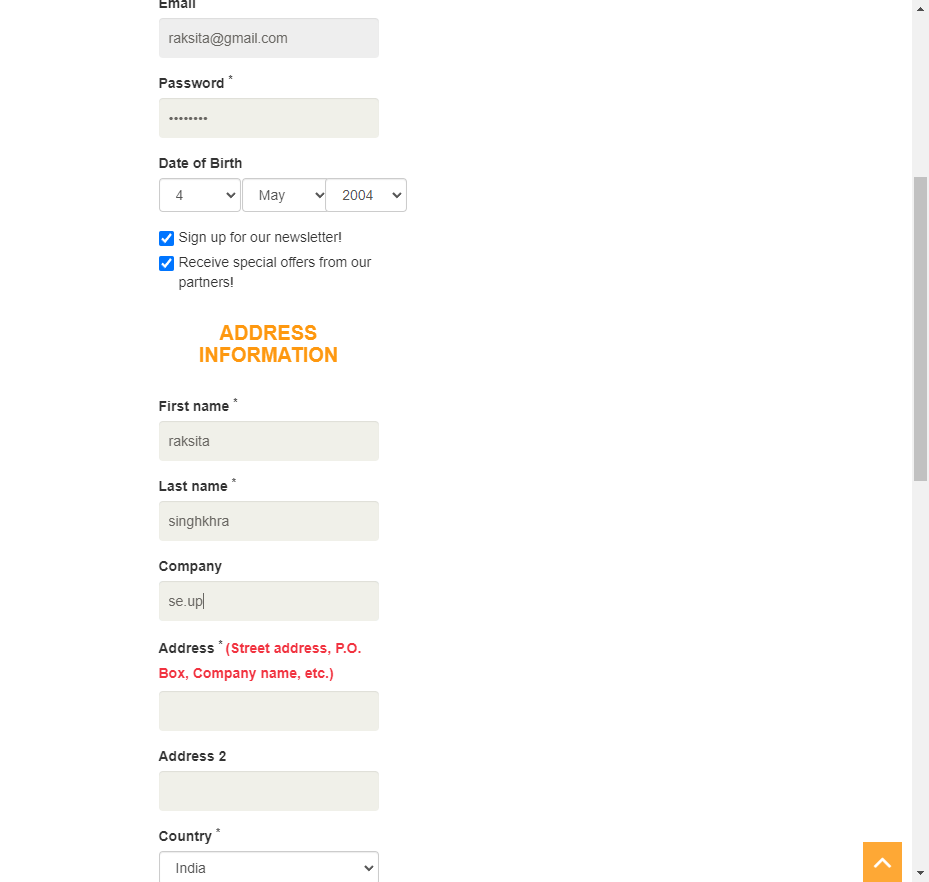 Email
raksita@gmail.com
Password *
••••••••
Date of Birth
4 May 2004
Sign up for our newsletter!
Receive special offers from our
partners!
ADDRESS
INFORMATION
First name *
raksita
Last name *
singhkhra
Company
se.up
Address * (Street address, P.O.
Box, Company name, etc.)
Address 2
Country *
India